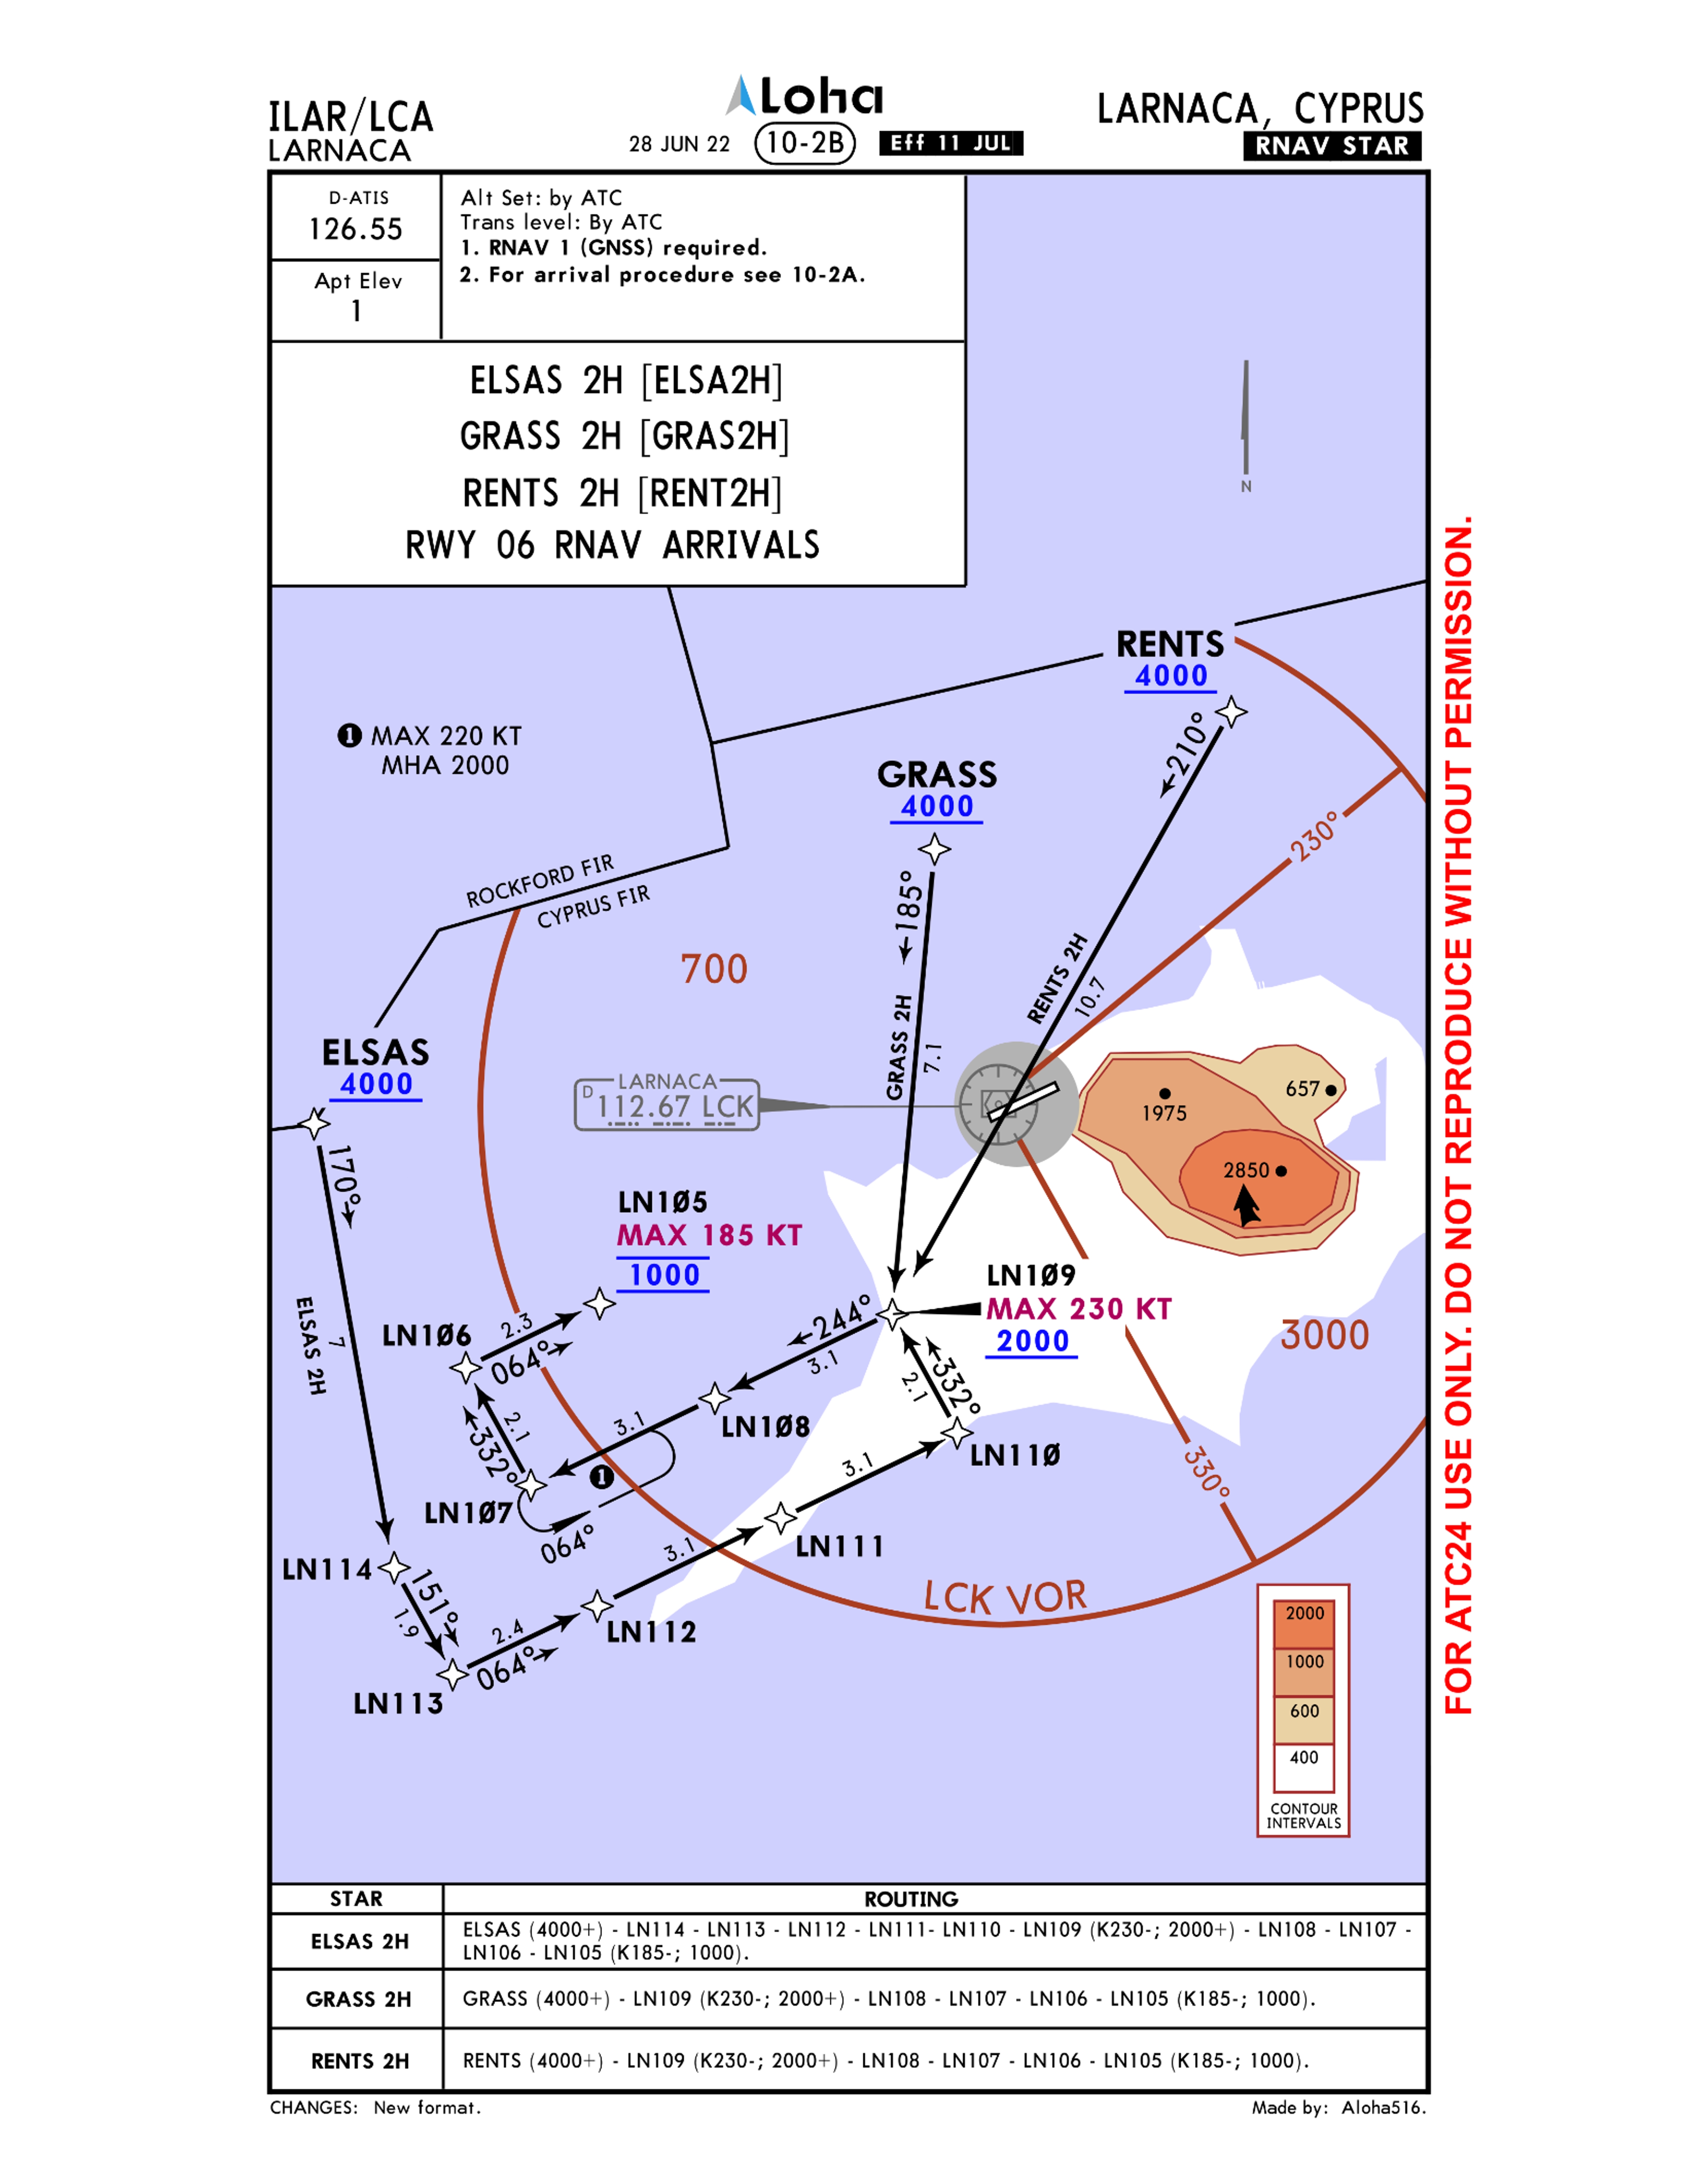 ILAR/LCA
LARNACA
Loha
28 JUN 22 10-2B Eff 11 JUL
LARNACA, CYPRUS
RNAV STAR
D-ATIS
126.55
Apt Elev
1
Alt Set: by ATC
Trans level: By ATC
1. RNAV 1 (GNSS) required.
2. For arrival procedure see 10-2A.
ELSAS 2H [ELSA2H]
GRASS 2H [GRAS2H]
RENTS 2H [RENT2H]
RWY 06 RNAV ARRIVALS
N
RENTS
4000
210°
1 MAX 220 KT
MHA 2000
GRASS
4000
185°
230°
ROCKFORD FIR
CYPRUS FIR
700
RENTS 2H
10.7
GRASS 2H
7.1
ELSAS
4000
170°
LARNACA
D 112.67 LCK
657
1975
2850
LN1Ø5
MAX 185 KT
1000
ELSAS 2H
7
LN1Ø6
2.3
064°
LN1Ø9
MAX 230 KT
2000
3000
244°
3.1
332°
2.1
LN1Ø8
3.1
332°
2.1
1
LN1Ø7
064°
LN11Ø
3.1
330°
LN111
3.1
LN114
151°
1.9
LCK VOR
LN112
2.4
064°
LN113
2000
1000
600
400
CONTOUR
INTERVALS
STAR ROUTING
ELSAS 2H
ELSAS (4000+) - LN114 - LN113 - LN112 - LN111- LN110 - LN109 (K230-; 2000+) - LN108 - LN107 -
LN106 - LN105 (K185-; 1000).
GRASS 2H
GRASS (4000+) - LN109 (K230-; 2000+) - LN108 - LN107 - LN106 - LN105 (K185-; 1000).
RENTS 2H
RENTS (4000+) - LN109 (K230-; 2000+) - LN108 - LN107 - LN106 - LN105 (K185-; 1000).
CHANGES: New format.
Made by: Aloha516.
FOR ATC24 USE ONLY. DO NOT REPRODUCE WITHOUT PERMISSION.